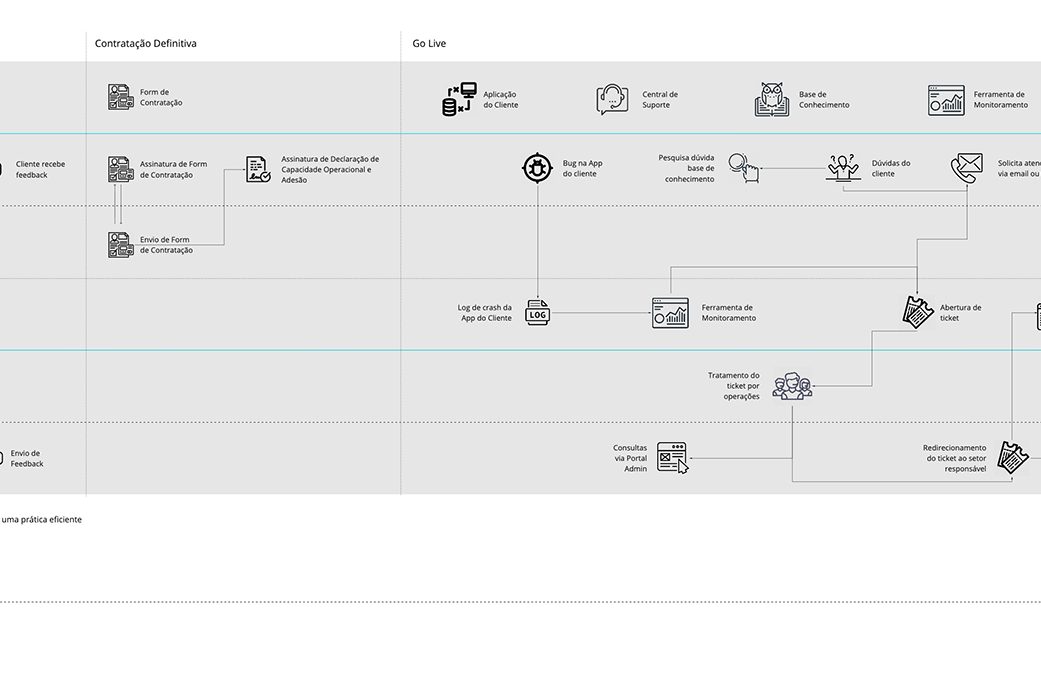 Contratação Definitiva
Go Live
Form de
Contratação
Aplicação
do Cliente
Central de
Suporte
Base de
Conhecimento
Ferramenta de
Monitoramento
Cliente recebe
feedback
Assinatura de Form
de Contratação
Assinatura de Declaração de
Capacidade Operacional e
Adesão
Bug na App
do cliente
Pesquisa dúvida
base de
conhecimento
Dúvidas do
cliente
Solicita aten
via email ou
Envio de Form
de Contratação
Log de crash da
App do Cliente
LOG
Ferramenta de
Monitoramento
Abertura de
ticket
Tratamento do
ticket por
operações
Envio de
Feedback
Consultas
via Portal
Admin
Redirecionamento
do ticket ao setor
responsável
uma prática eficiente